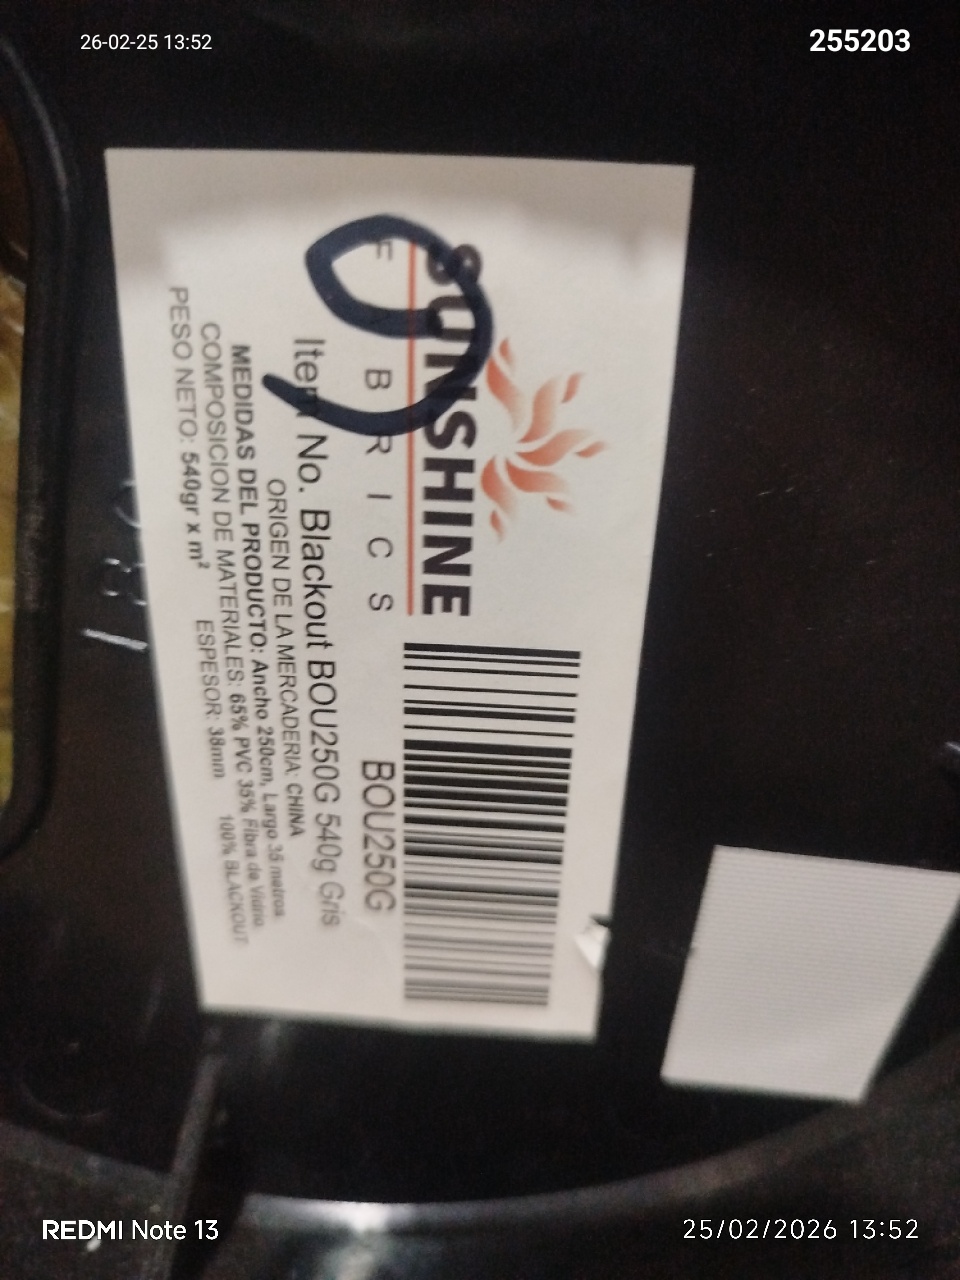 26-02-25 13:52
255203
SUNSHINE
FABRICS
BOU250G
Item No. Blackout BOU250G 540g Gris
ORIGEN DE LA MERCADERIA: CHINA
MEDIDAS DEL PRODUCTO: Ancho 250cm, Largo 35 metros
COMPOSICION DE MATERIALES: 65% PVC 35% Fibra de Vidrio
PESO NETO: 540gr x m² ESPESOR: 38mm 100% BLACKOUT
REDMI Note 13
25/02/2026 13:52